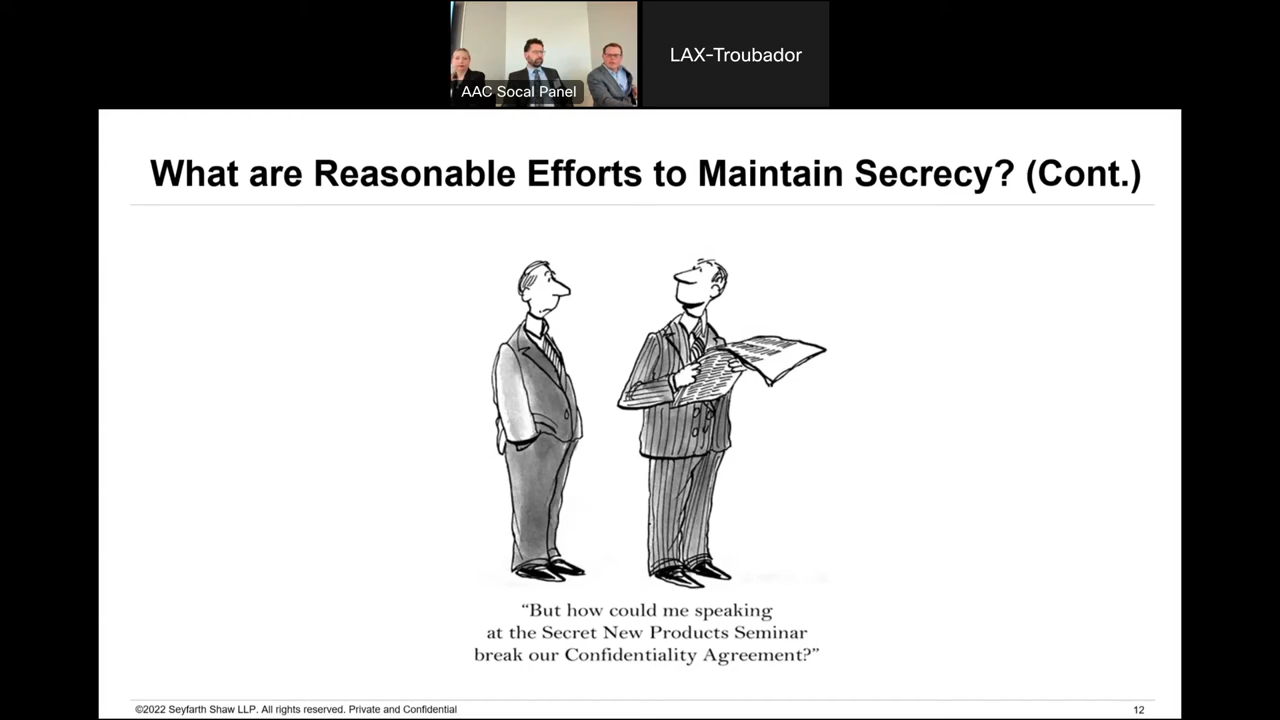 AAC Socal Panel
LAX-Troubador
What are Reasonable Efforts to Maintain Secrecy? (Cont.)
“But how could me speaking
at the Secret New Products Seminar
break our Confidentiality Agreement?”
©2022 Seyfarth Shaw LLP. All rights reserved. Private and Confidential
12